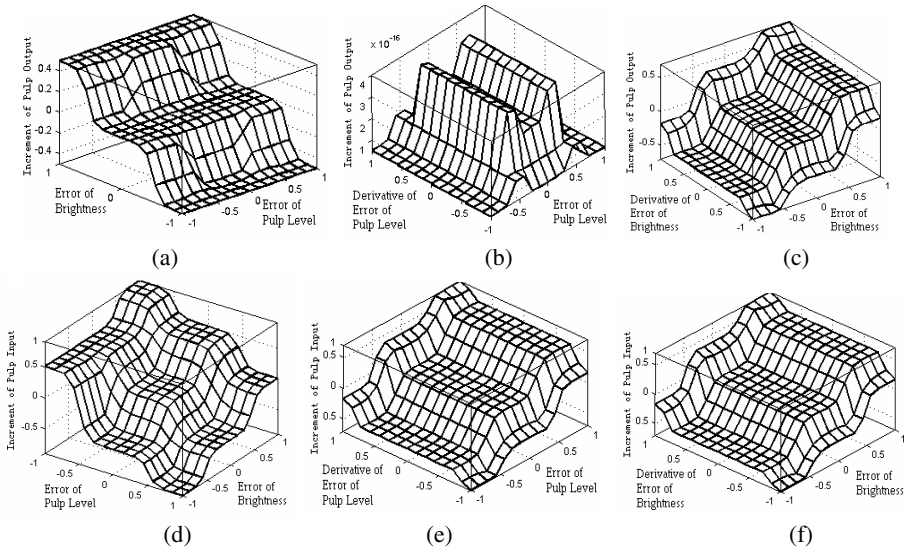 Increment of Pulp Output
0.4
0.2
0
-0.2
-0.4
1
0
-1
Error of
Brightness
-1
-0.5
0
0.5
1
Error of
Pulp Level
(a)
x 10-16
Increment of Pulp Output
4
3
2
1
1
0.5
0
-0.5
-1
Derivative of
Error of
Pulp Level
-1
-0.5
0
0.5
1
Error of
Pulp Level
(b)
Increment of Pulp Output
0.5
0
-0.5
1
0.5
0
-0.5
-1
Derivative of
Error of
Brightness
-1
-0.5
0
0.5
1
Error of
Brightness
(c)
Increment of Pulp Input
1
0.5
0
-0.5
-1
-0.5
0
0.5
1
Error of
Pulp Level
-1
-0.5
0
0.5
1
Error of
Brightness
(d)
Increment of Pulp Input
1
0.5
0
0.5
1
0.5
0
-0.5
-1
Derivative of
Error of
Pulp Level
-1
-0.5
0
0.5
1
Error of
Pulp Level
(e)
Increment of Pulp Input
1
0.5
0
0.5
1
0.5
0
-0.5
-1
Derivative of
Error of
Brightness
-1
-0.5
0
0.5
1
Error of
Brightness
(f)